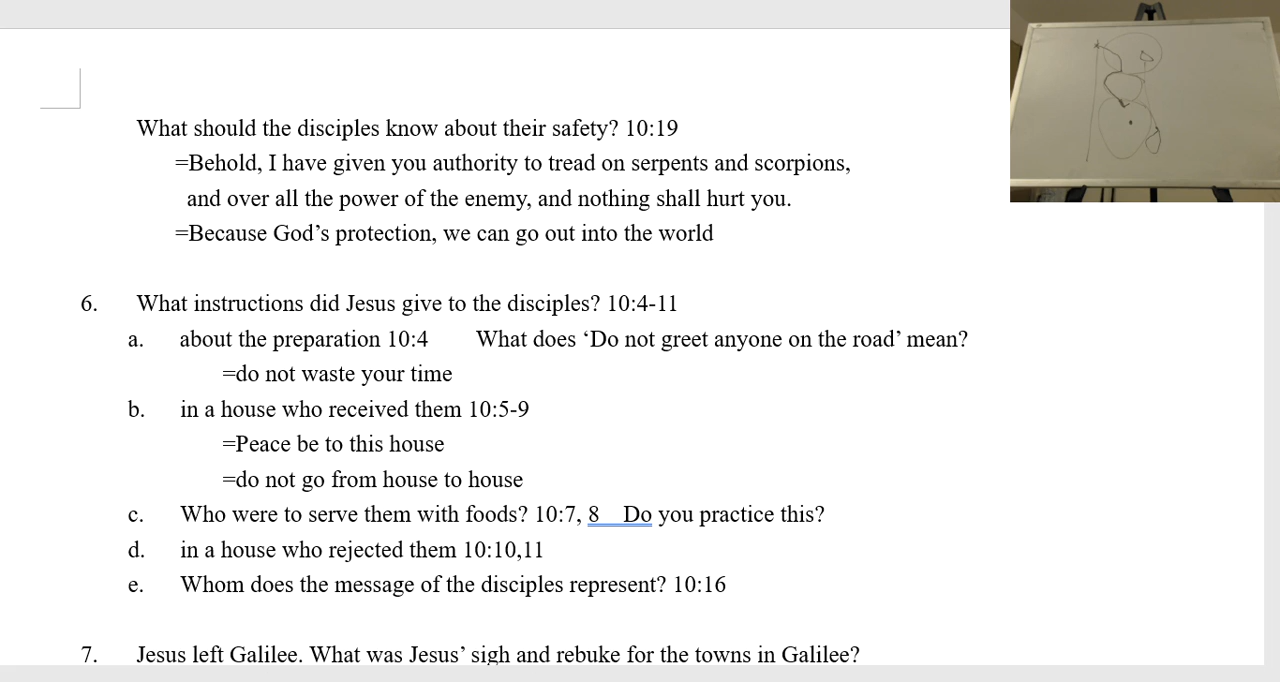 What should the disciples know about their safety? 10:19
=Behold, I have given you authority to tread on serpents and scorpions,
and over all the power of the enemy, and nothing shall hurt you.
=Because God’s protection, we can go out into the world
6. What instructions did Jesus give to the disciples? 10:4-11
a. about the preparation 10:4 What does ‘Do not greet anyone on the road’ mean?
=do not waste your time
b. in a house who received them 10:5-9
=Peace be to this house
=do not go from house to house
c. Who were to serve them with foods? 10:7, 8 Do you practice this?
d. in a house who rejected them 10:10,11
e. Whom does the message of the disciples represent? 10:16
7. Jesus left Galilee. What was Jesus’ sigh and rebuke for the towns in Galilee?